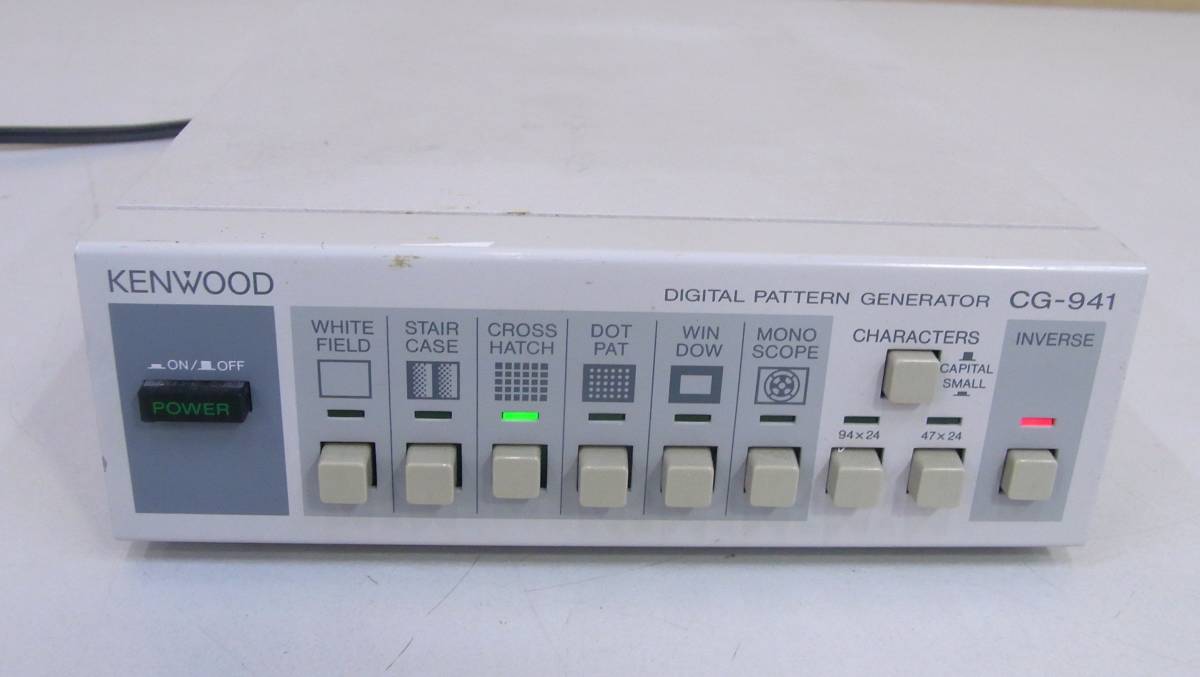 KENWOOD
DIGITAL PATTERN GENERATOR CG-941
ON/ OFF
POWER
WHITE
FIELD
STAIR
CASE
CROSS
HATCH
DOT
PAT
WIN
DOW
MONO
SCOPE
CHARACTERS
CAPITAL
SMALL
94×24
47×24
INVERSE